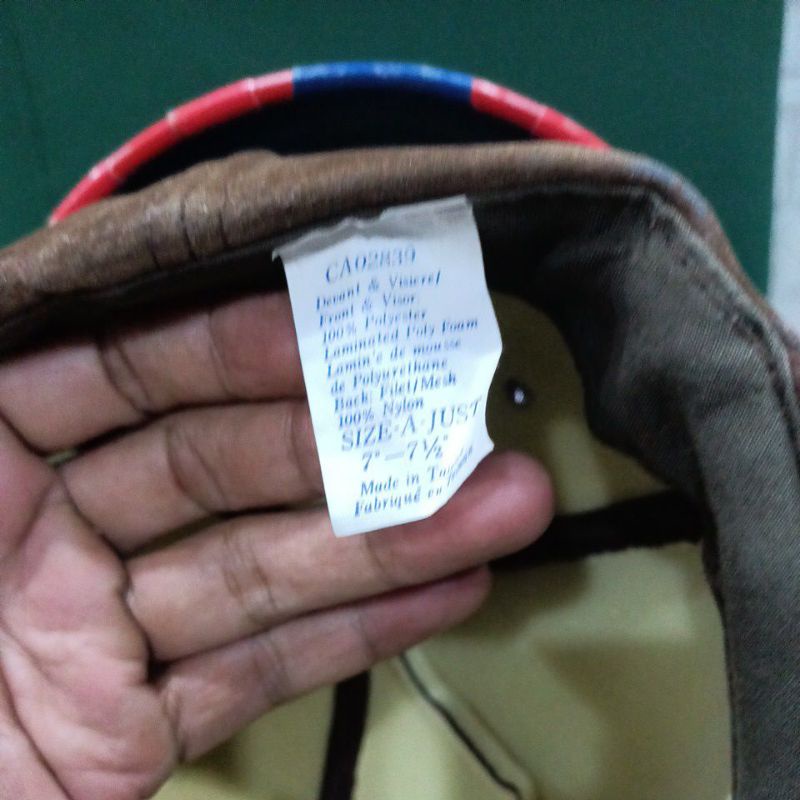 CA02839
Devant & Visiere/
Front & Visor
100% Polyester
Laminated Poly Foam
Lamin'e de mousse
de Polyurethane
Back: Filet/Mesh
100% Nylon
SIZE-A-JUST
7" — 7½"
Made in
Fabriqué en